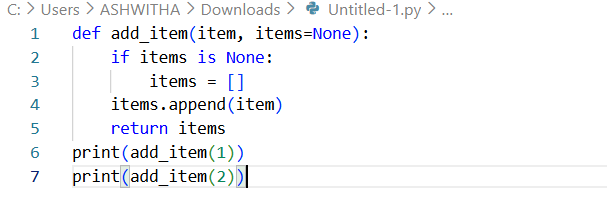 C: > Users > ASHWITHA > Downloads > Untitled-1.py > ...
1 def add_item(item, items=None):
2     if items is None:
3         items = []
4     items.append(item)
5     return items
6 print(add_item(1))
7 print(add_item(2))